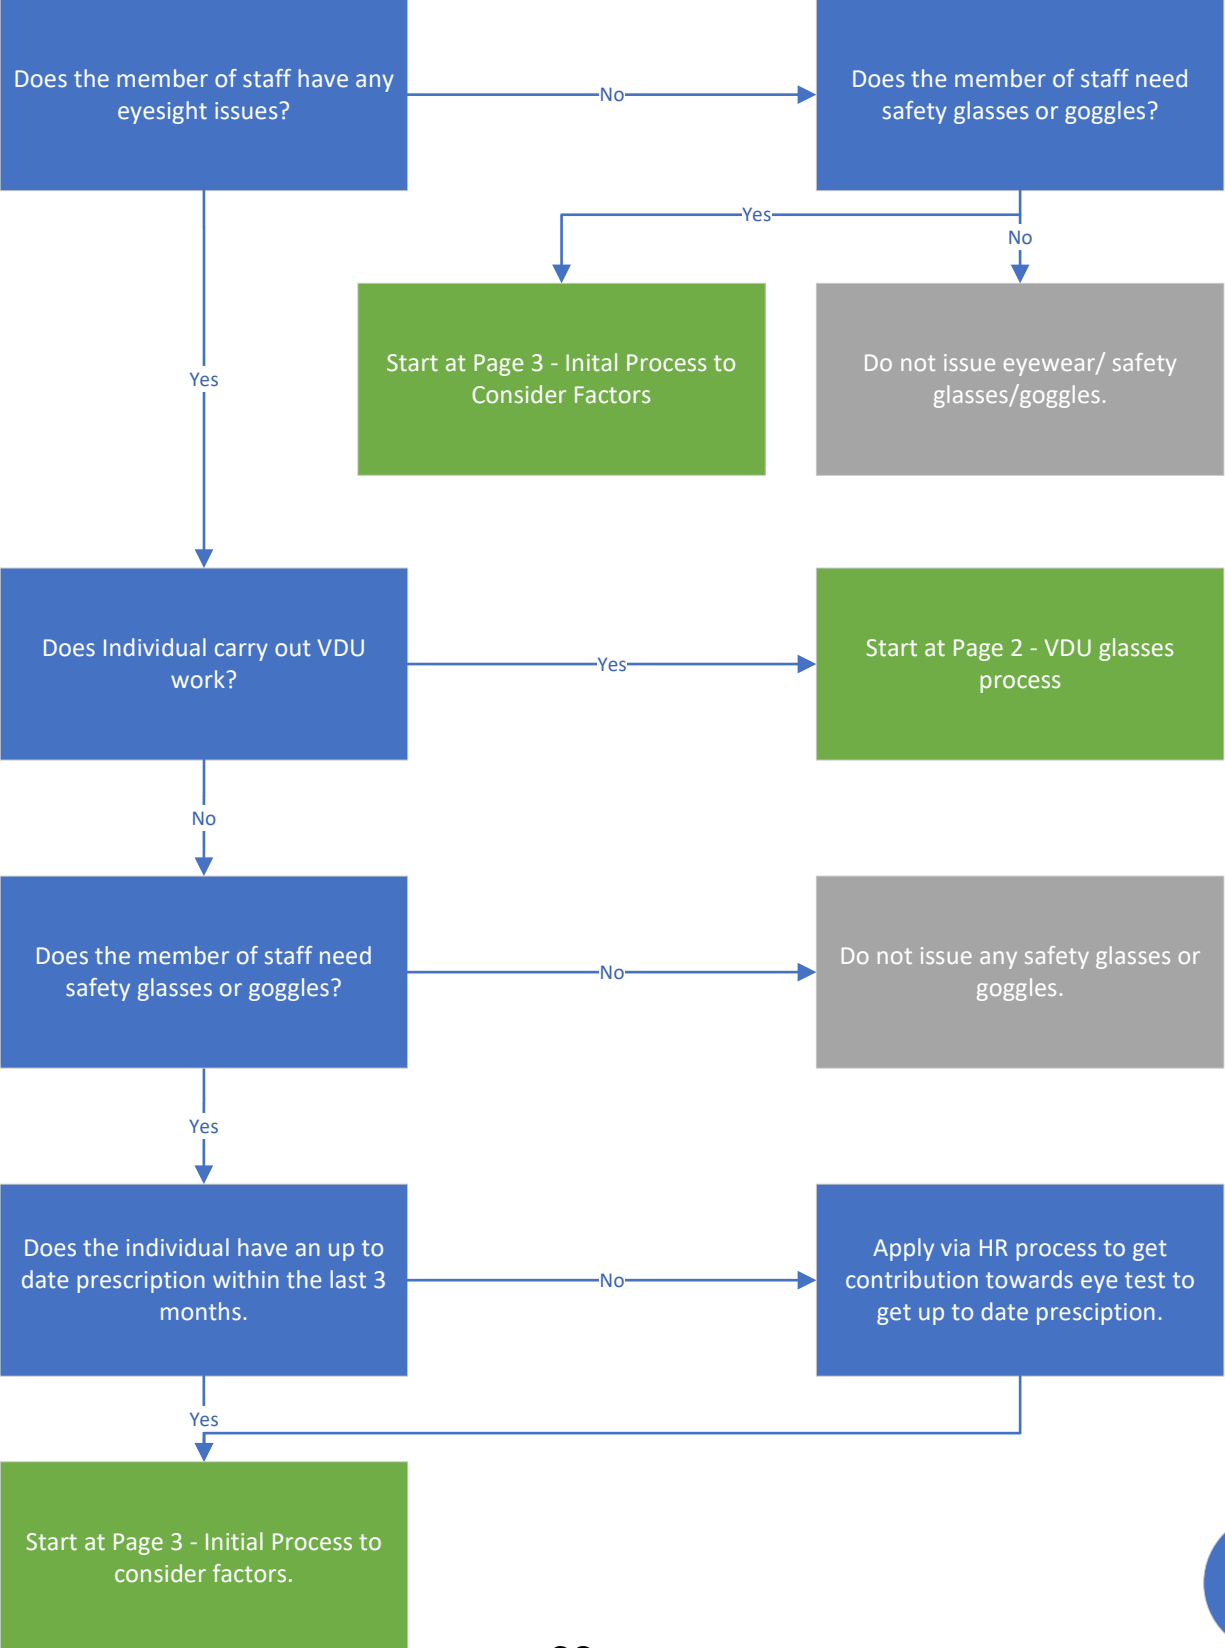 Does the member of staff have any
eyesight issues?
No
Does the member of staff need
safety glasses or goggles?
Yes
No
Start at Page 3 - Inital Process to
Consider Factors
Do not issue eyewear/ safety
glasses/goggles.
Yes
Does Individual carry out VDU
work?
Yes
Start at Page 2 - VDU glasses
process
No
Does the member of staff need
safety glasses or goggles?
No
Do not issue any safety glasses or
goggles.
Yes
Does the individual have an up to
date prescription within the last 3
months.
No
Apply via HR process to get
contribution towards eye test to
get up to date presciption.
Yes
Start at Page 3 - Initial Process to
consider factors.